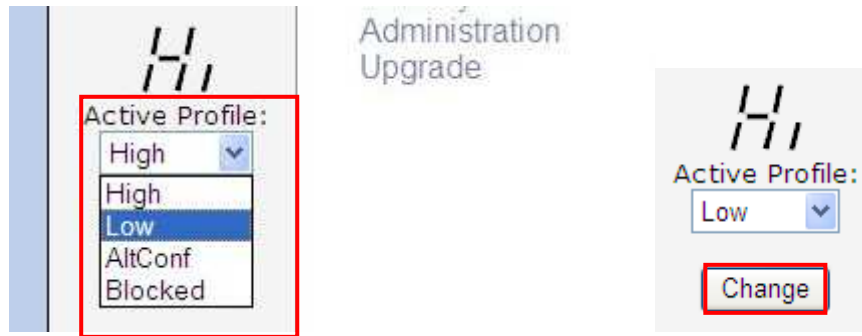 Hi
Active Profile:
High
High
Low
AltConf
Blocked
Administration
Upgrade
Hi
Active Profile:
Low
Change